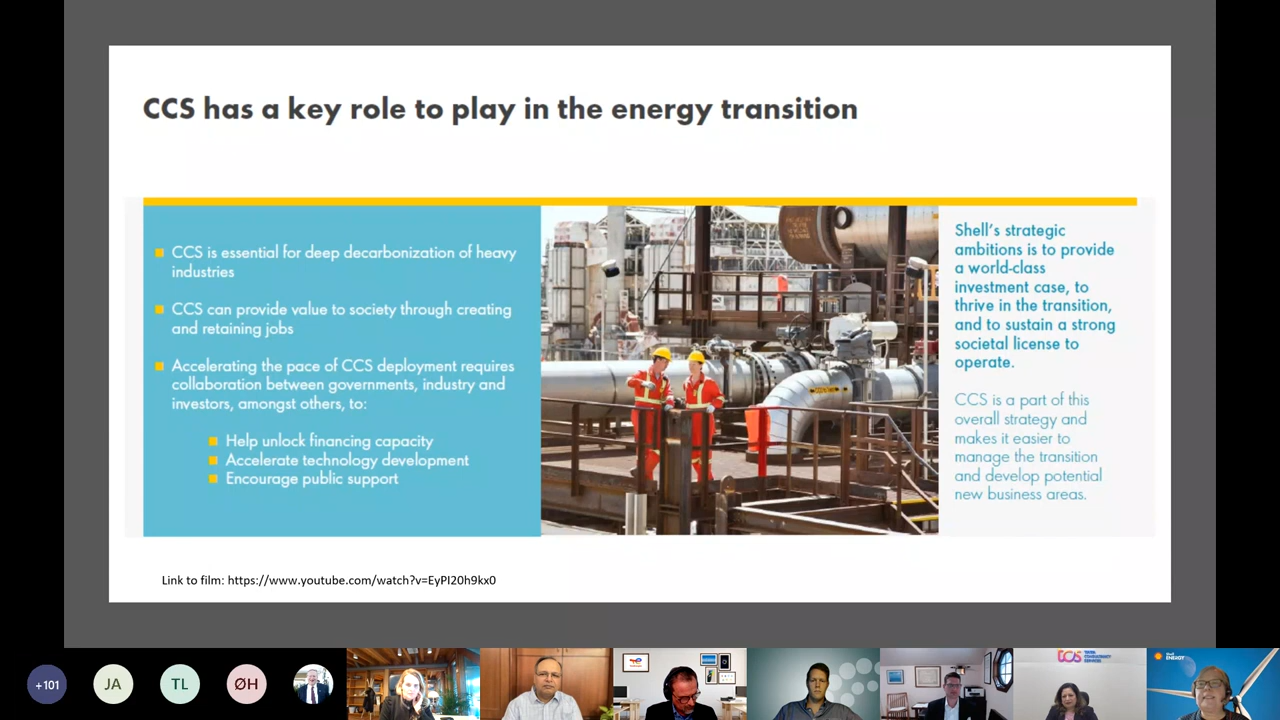 CCS has a key role to play in the energy transition
CCS is essential for deep decarbonization of heavy
industries
CCS can provide value to society through creating
and retaining jobs
Accelerating the pace of CCS deployment requires
collaboration between governments, industry and
investors, amongst others, to:
Help unlock financing capacity
Accelerate technology development
Encourage public support
Shell's strategic
ambitions is to provide
a world-class
investment case, to
thrive in the transition,
and to sustain a strong
societal license to
operate.
CCS is a part of this
overall strategy and
makes it easier to
manage the transition
and develop potential
new business areas.
Link to film: https://www.youtube.com/watch?v=EyPI20h9kx0
+101
JA
TL
ØH
TATA
CONSULTANCY
SERVICES
Shell
ENERGY